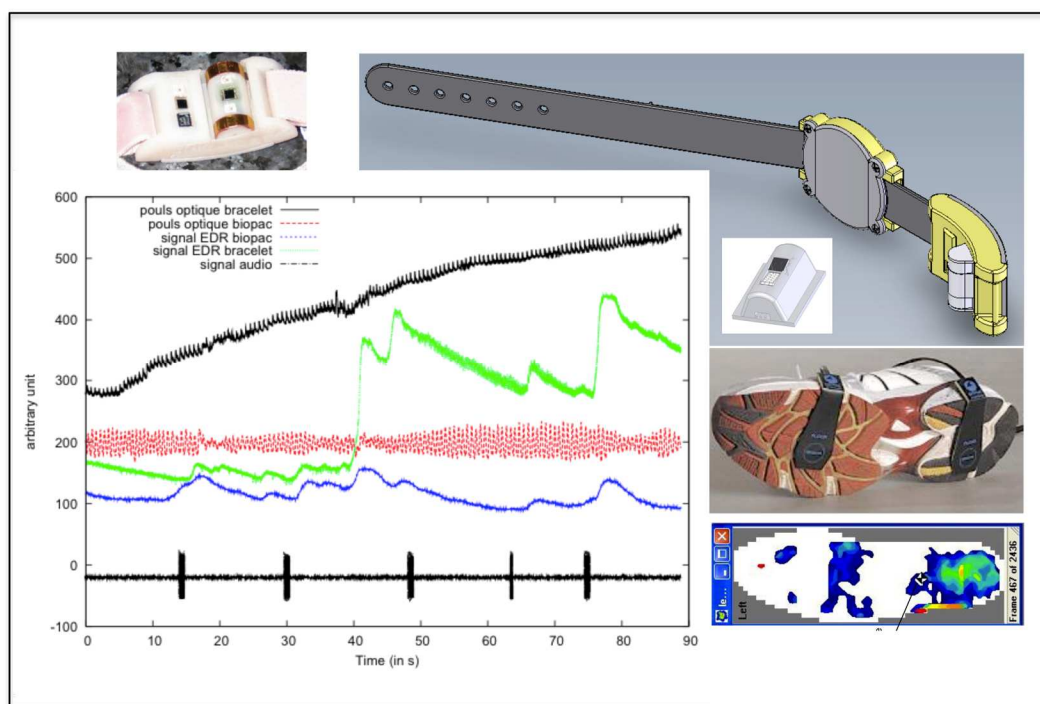 600
500
400
300
200
100
0
-100
arbitrary unit
pouls optique bracelet
pouls optique biopac
signal EDR biopac
signal EDR bracelet
signal audio
0 10 20 30 40 50 60 70 80 90
Time (in s)
le...
Left
Frame 467 of 2436